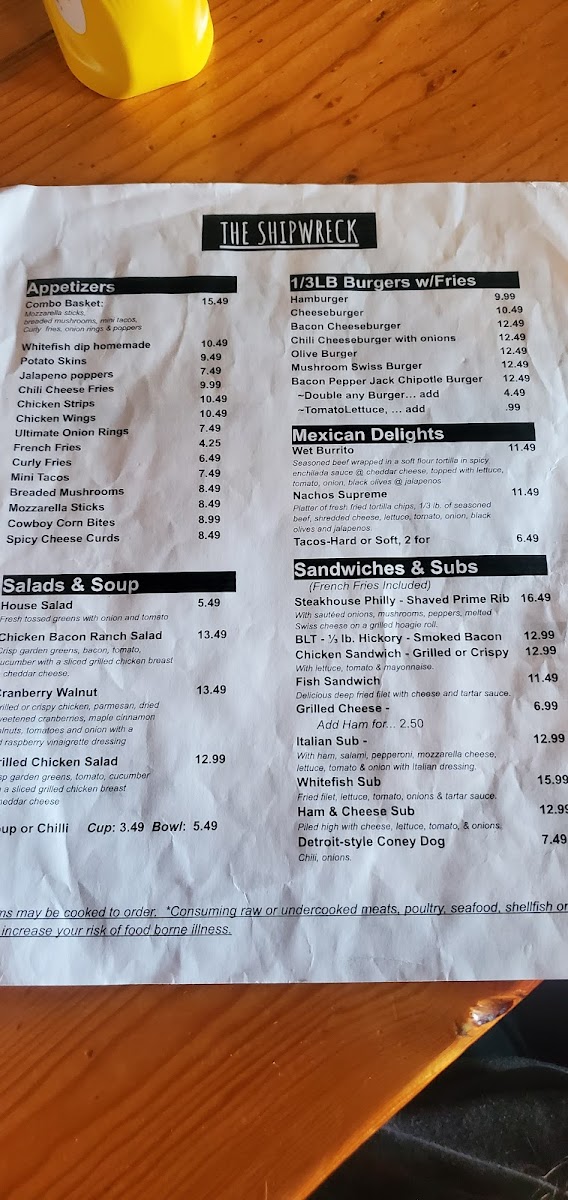 THE SHIPWRECK
Appetizers
Combo Basket: 15.49
Mozzarella sticks,
breaded mushrooms, mini tacos,
Curly fries, onion rings & poppers
Whitefish dip homemade 10.49
Potato Skins 9.49
Jalapeno poppers 7.49
Chili Cheese Fries 9.99
Chicken Strips 10.49
Chicken Wings 10.49
Ultimate Onion Rings 7.49
French Fries 4.25
Curly Fries 6.49
Mini Tacos 7.49
Breaded Mushrooms 8.49
Mozzarella Sticks 8.49
Cowboy Corn Bites 8.99
Spicy Cheese Curds 8.49
Salads & Soup
House Salad 5.49
Fresh tossed greens with onion and tomato
Chicken Bacon Ranch Salad 13.49
Crisp garden greens, bacon, tomato,
cucumber with a sliced grilled chicken breast
cheddar cheese.
Cranberry Walnut 13.49
rilled or crispy chicken, parmesan, dried
weetened cranberries, maple cinnamon
alnuts, tomatoes and onion with a
raspberry vinaigrette dressing
rilled Chicken Salad 12.99
sp garden greens, tomato, cucumber
a sliced grilled chicken breast
heddar cheese
oup or Chilli Cup: 3.49 Bowl: 5.49
1/3LB Burgers w/Fries
Hamburger 9.99
Cheeseburger 10.49
Bacon Cheeseburger 12.49
Chili Cheeseburger with onions 12.49
Olive Burger 12.49
Mushroom Swiss Burger 12.49
Bacon Pepper Jack Chipotle Burger 12.49
~Double any Burger... add 4.49
~TomatoLettuce, ... add .99
Mexican Delights
Wet Burrito 11.49
Seasoned beef wrapped in a soft flour tortilla in spicy
enchilada sauce @ cheddar cheese, topped with lettuce,
tomato, onion, black olives @ jalapenos
Nachos Supreme 11.49
Platter of fresh fried tortilla chips, 1/3 lb. of seasoned
beef, shredded cheese, lettuce, tomato, onion, black
olives and jalapenos.
Tacos-Hard or Soft, 2 for 6.49
Sandwiches & Subs
(French Fries Included)
Steakhouse Philly - Shaved Prime Rib 16.49
With sautéed onions, mushrooms, peppers, melted
Swiss cheese on a grilled hoagie roll.
BLT - ⅓ lb. Hickory - Smoked Bacon 12.99
Chicken Sandwich - Grilled or Crispy 12.99
With lettuce, tomato & mayonnaise.
Fish Sandwich 11.49
Delicious deep fried filet with cheese and tartar sauce.
Grilled Cheese - 6.99
Add Ham for... 2.50
Italian Sub - 12.99
With ham, salami, pepperoni, mozzarella cheese,
lettuce, tomato & onion with Italian dressing.
Whitefish Sub 15.99
Fried filet, lettuce, tomato, onions & tartar sauce.
Ham & Cheese Sub 12.99
Piled high with cheese, lettuce, tomato, & onions.
Detroit-style Coney Dog 7.49
Chili, onions.
ms may be cooked to order. *Consuming raw or undercooked meats, poultry, seafood, shellfish or
increase your risk of food borne illness.